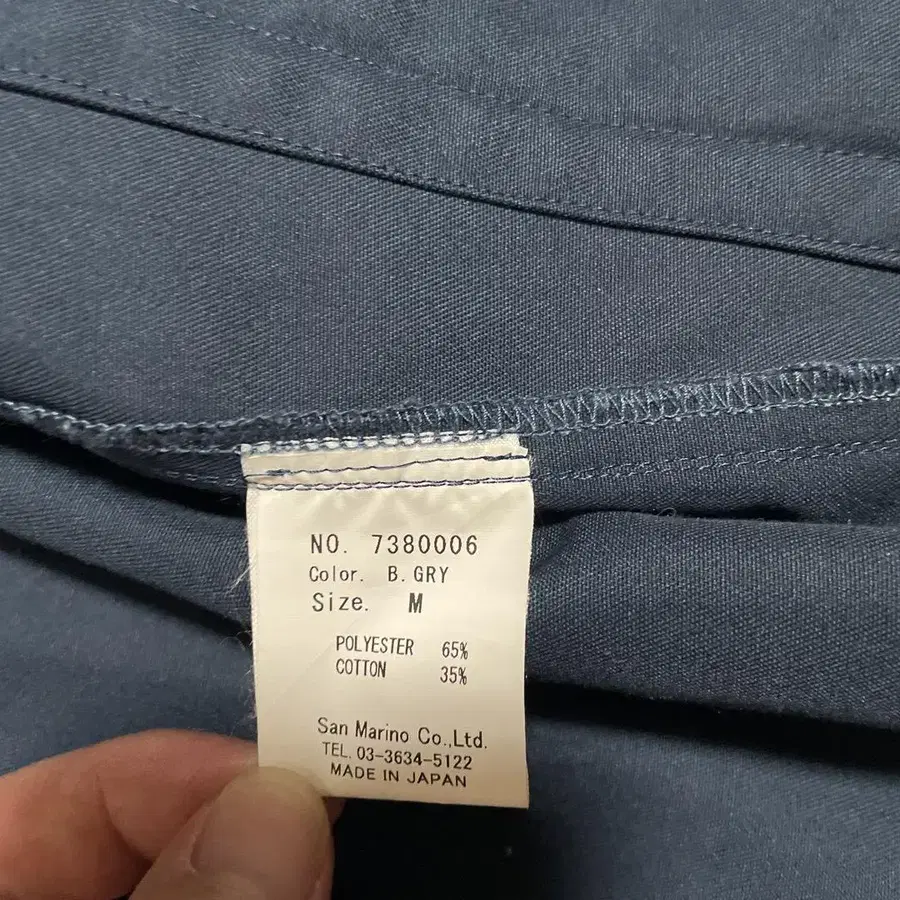 NO. 7380006
Color. B. GRY
Size. M
POLYESTER 65%
COTTON 35%
San Marino Co.,Ltd.
TEL. 03-3634-5122
MADE IN JAPAN